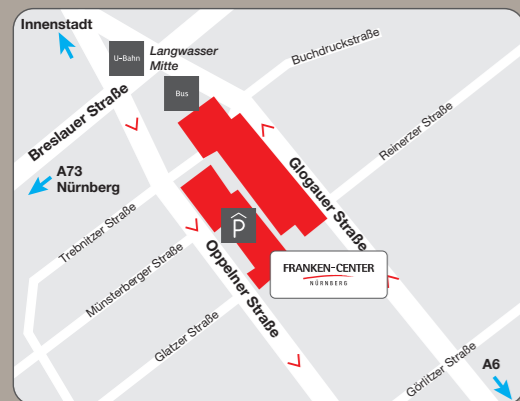 Innenstadt
U-Bahn
Langwasser
Mitte
Buchdruckstraße
Bus
Breslauer Straße
A73
Nürnberg
Reinerzer Straße
Glogauer Straße
Trebnitzer Straße
P
Münsterberger Straße
Oppelner Straße
FRANKEN-CENTER
NÜRNBERG
Glatzer Straße
Görlitzer Straße
A6